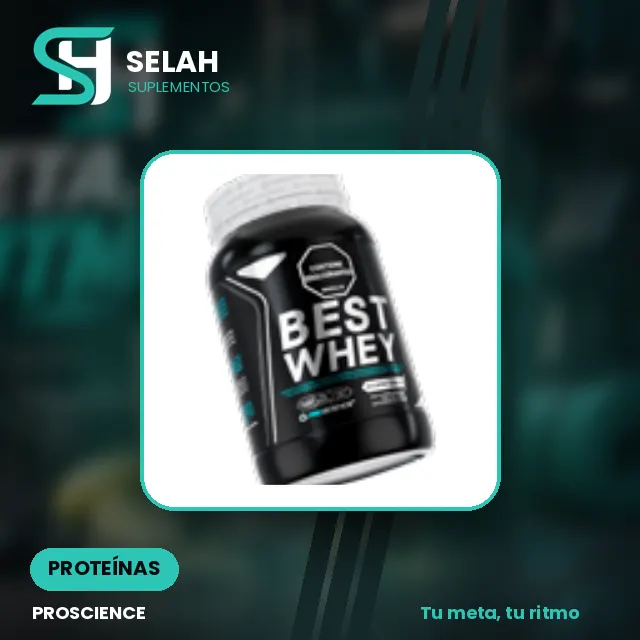 SELAH
SUPLEMENTOS
BEST
WHEY
PROTEÍNAS
PROSCIENCE
Tu meta, tu ritmo